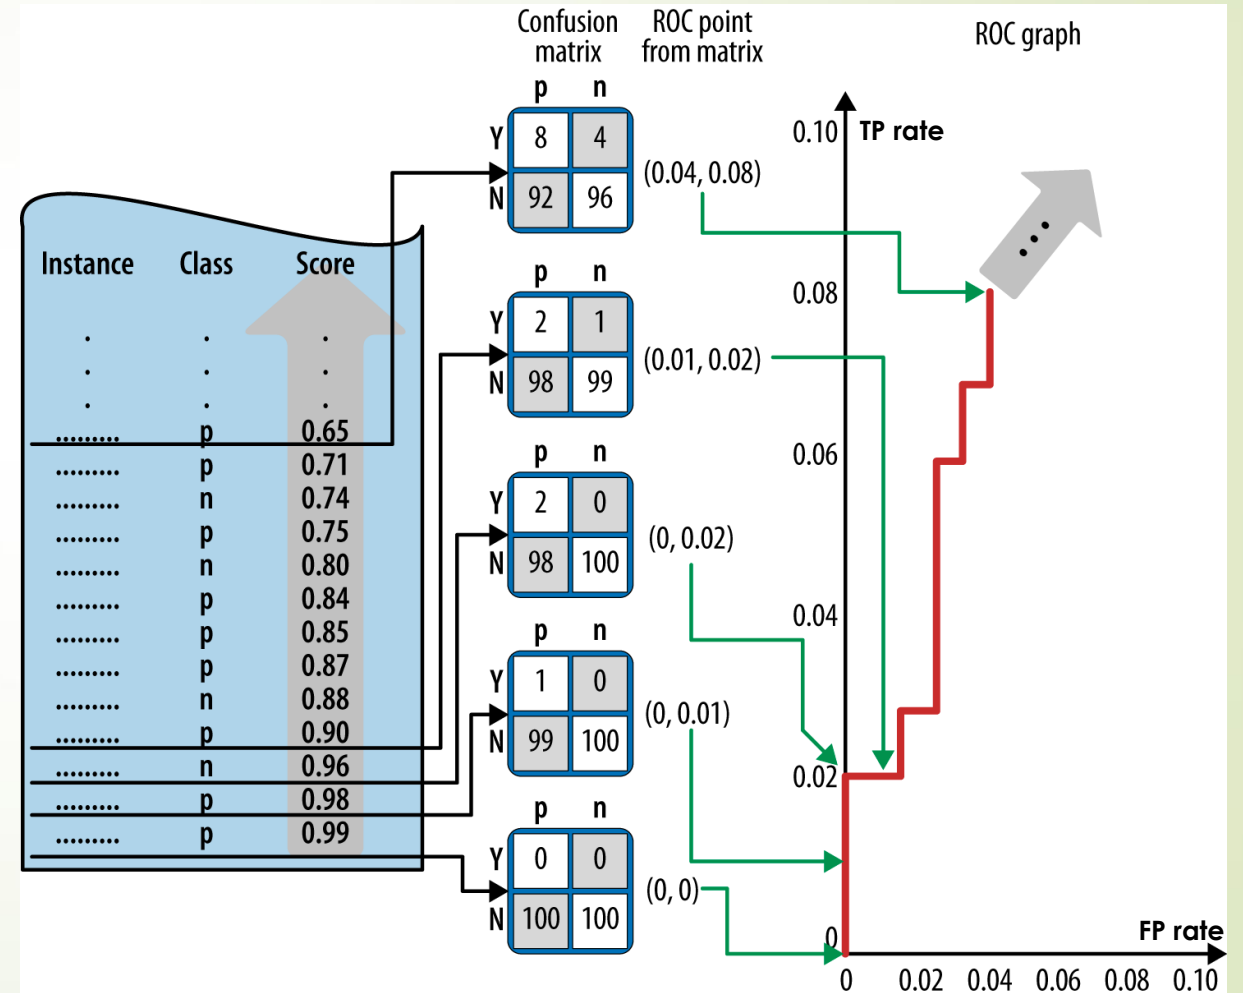 Confusion matrix
ROC point from matrix
ROC graph
p n
Y 8 4
N 92 96
(0.04, 0.08)
p n
Y 2 1
N 98 99
(0.01, 0.02)
p n
Y 2 0
N 98 100
(0, 0.02)
p n
Y 1 0
N 99 100
(0, 0.01)
p n
Y 0 0
N 100 100
(0, 0)
Instance Class Score
. . .
. . .
. . .
......... p 0.65
......... p 0.71
......... n 0.74
......... p 0.75
......... n 0.80
......... p 0.84
......... p 0.85
......... p 0.87
......... n 0.88
......... p 0.90
......... n 0.96
......... p 0.98
......... p 0.99
0.10 TP rate
0.08
0.06
0.04
0.02
0
FP rate
0 0.02 0.04 0.06 0.08 0.10